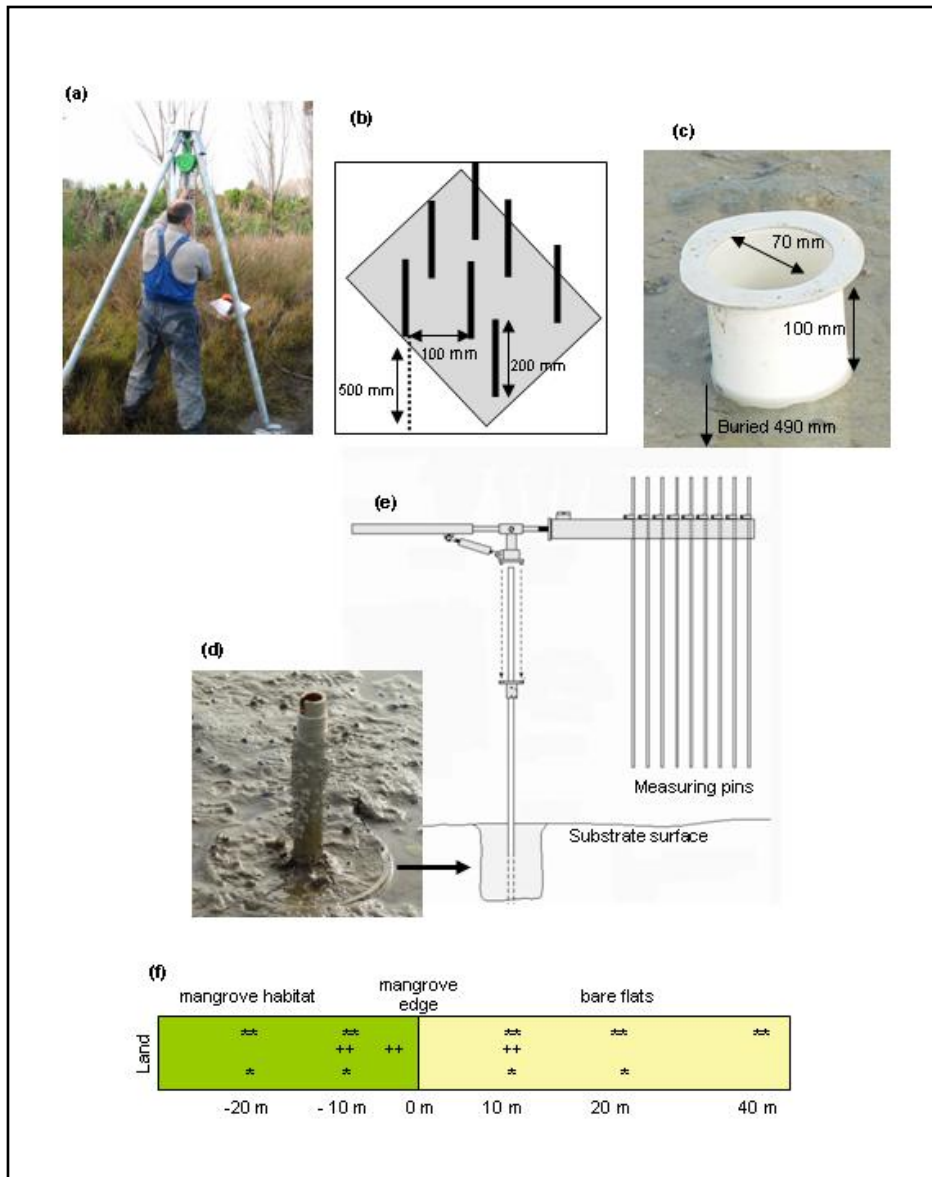 (a)
(b)
100 mm
200 mm
500 mm
(c)
70 mm
100 mm
Buried 490 mm
(e)
Measuring pins
Substrate surface
(d)
(f)
mangrove habitat
mangrove
edge
bare flats
Land
** ** ** ** **
++ ++ ++
* * * *
-20 m - 10 m 0 m 10 m 20 m 40 m